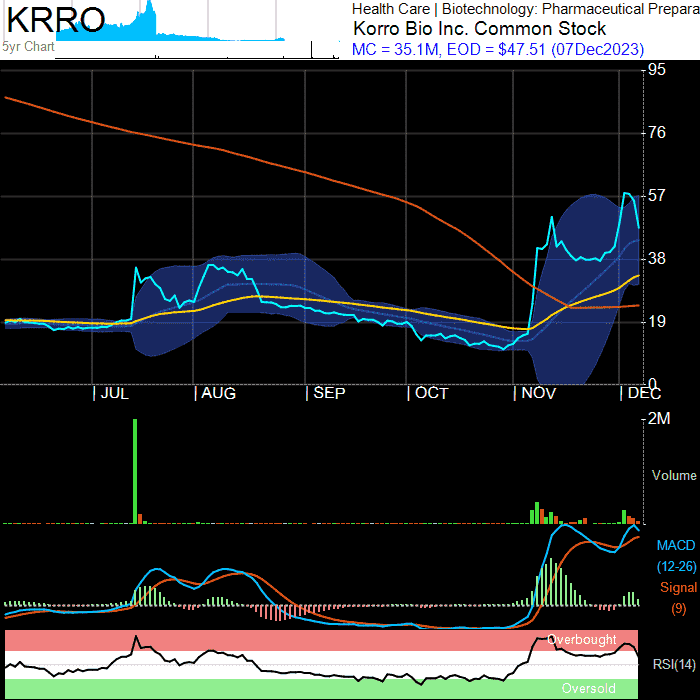 KRRO
5yr Chart
Health Care | Biotechnology: Pharmaceutical Prepara
Korro Bio Inc. Common Stock
MC = 35.1M, EOD = $47.51 (07Dec2023)
95
76
57
38
19
0
JUL
AUG
SEP
OCT
NOV
DEC
2M
Volume
MACD
(12-26)
Signal
(9)
Overbought
RSI(14)
Oversold